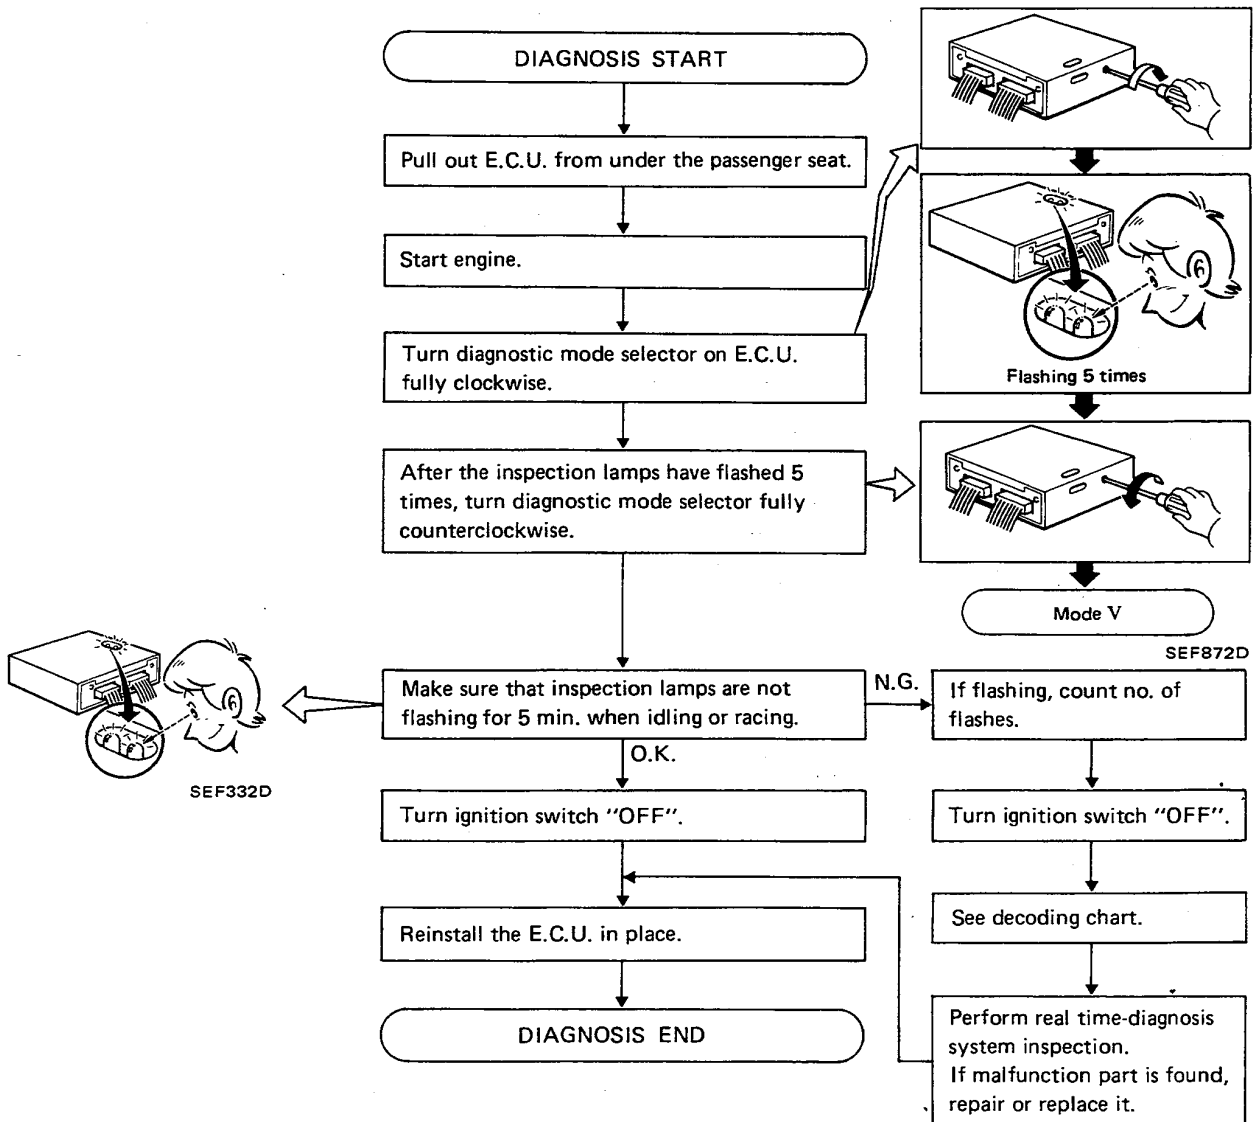 DIAGNOSIS START
Pull out E.C.U. from under the passenger seat.
Start engine.
Turn diagnostic mode selector on E.C.U.
fully clockwise.
Flashing 5 times
After the inspection lamps have flashed 5
times, turn diagnostic mode selector fully
counterclockwise.
Mode V
SEF872D
Make sure that inspection lamps are not
flashing for 5 min. when idling or racing.
N.G.
If flashing, count no. of
flashes.
SEF332D
O.K.
Turn ignition switch "OFF".
Turn ignition switch "OFF".
See decoding chart.
Reinstall the E.C.U. in place.
Perform real time-diagnosis
system inspection.
If malfunction part is found,
repair or replace it.
DIAGNOSIS END